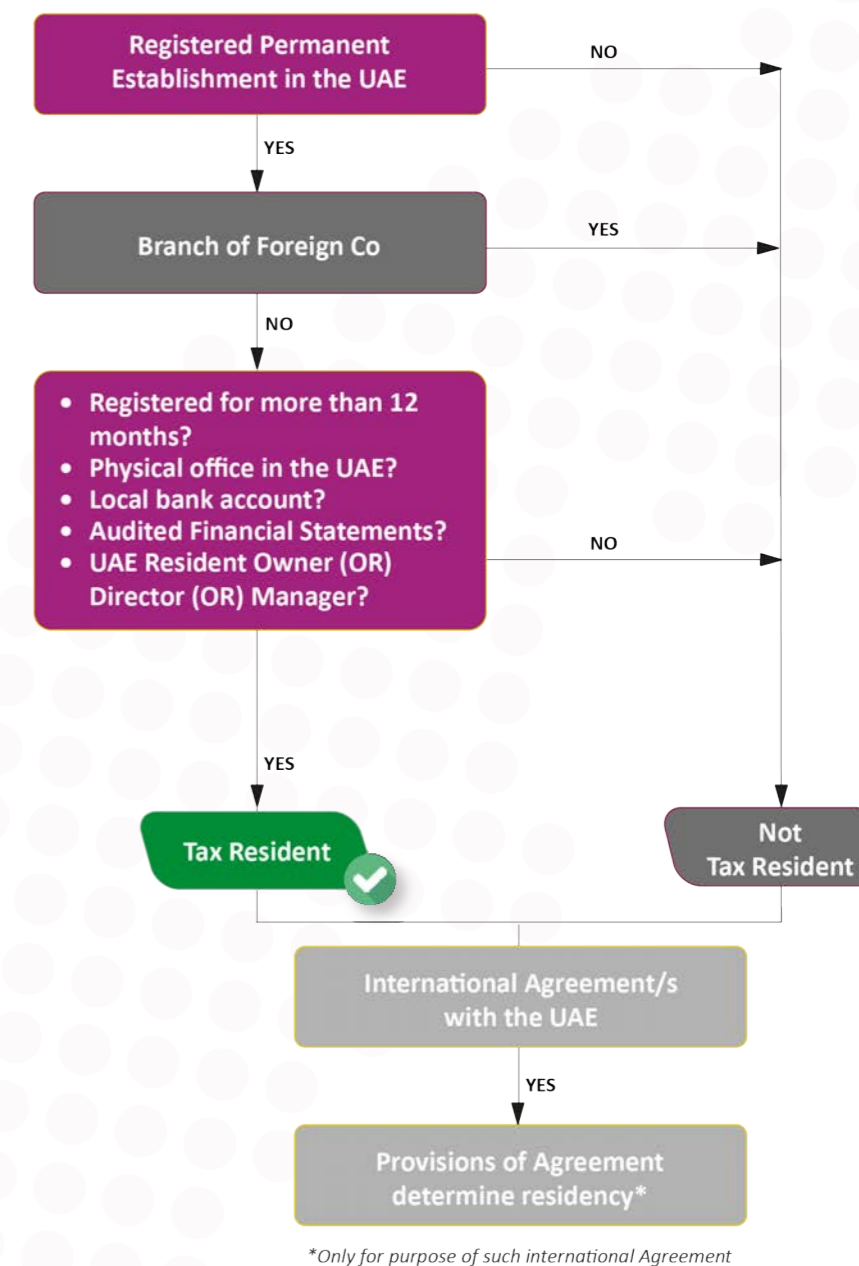 Registered Permanent
Establishment in the UAE
NO
YES
Branch of Foreign Co
YES
NO
• Registered for more than 12
months?
• Physical office in the UAE?
• Local bank account?
• Audited Financial Statements?
• UAE Resident Owner (OR)
Director (OR) Manager?
NO
YES
Tax Resident
Not
Tax Resident
International Agreement/s
with the UAE
YES
Provisions of Agreement
determine residency*
*Only for purpose of such international Agreement